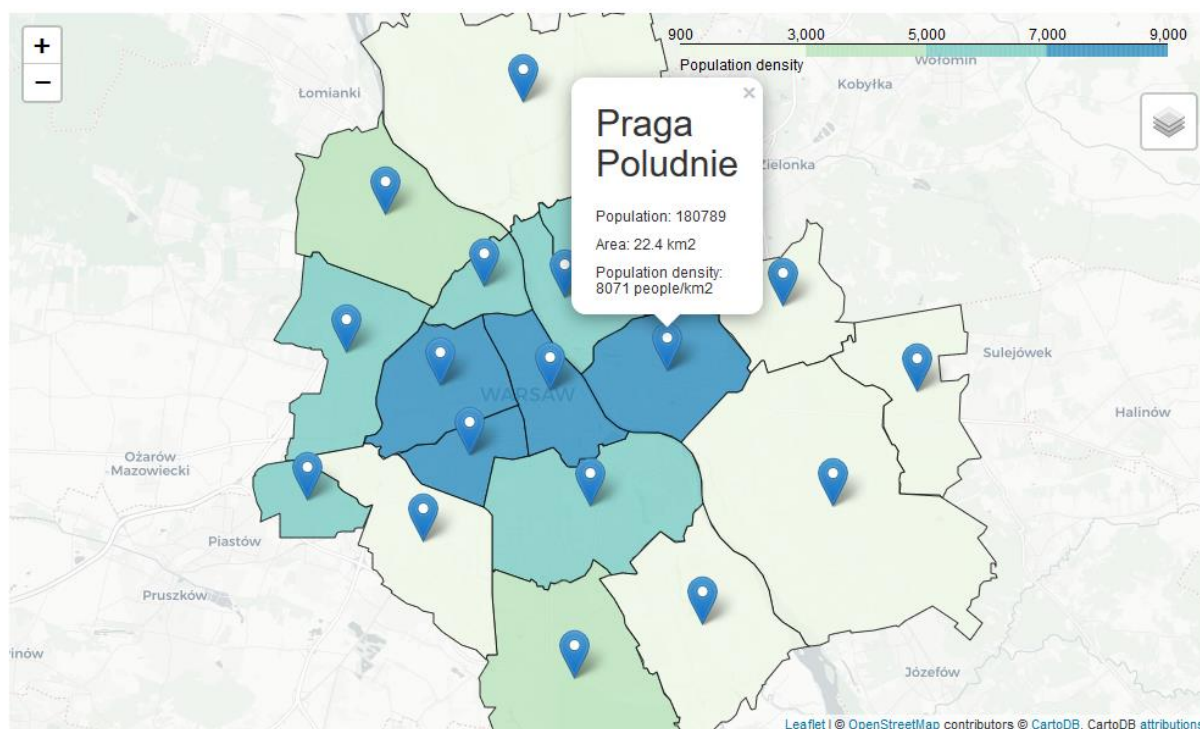 +
−
900 3,000 5,000 7,000 9,000
Population density
Wołomin
Łomianki
Kobyłka
×
Praga
Poludnie
Zielonka
Population: 180789
Area: 22.4 km2
Population density:
8071 people/km2
Sulejówek
WARSAW
Halinów
Ożarów
Mazowiecki
Piastów
Pruszków
inów
Józefów
Leaflet | © OpenStreetMap contributors © CartoDB, CartoDB attributions